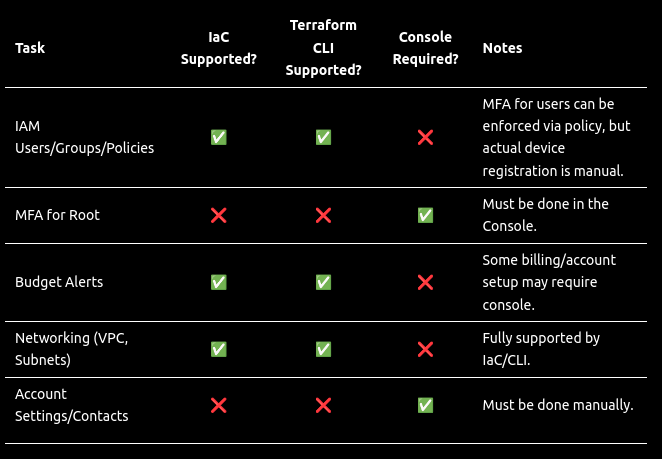 Task
IaC
Supported?
Terraform
CLI
Supported?
Console
Required?
Notes
IAM
Users/Groups/Policies
✅
✅
❌
MFA for users can be
enforced via policy, but
actual device
registration is manual.
MFA for Root
❌
❌
✅
Must be done in the
Console.
Budget Alerts
✅
✅
❌
Some billing/account
setup may require
console.
Networking (VPC,
Subnets)
✅
✅
❌
Fully supported by
IaC/CLI.
Account
Settings/Contacts
❌
❌
✅
Must be done manually.